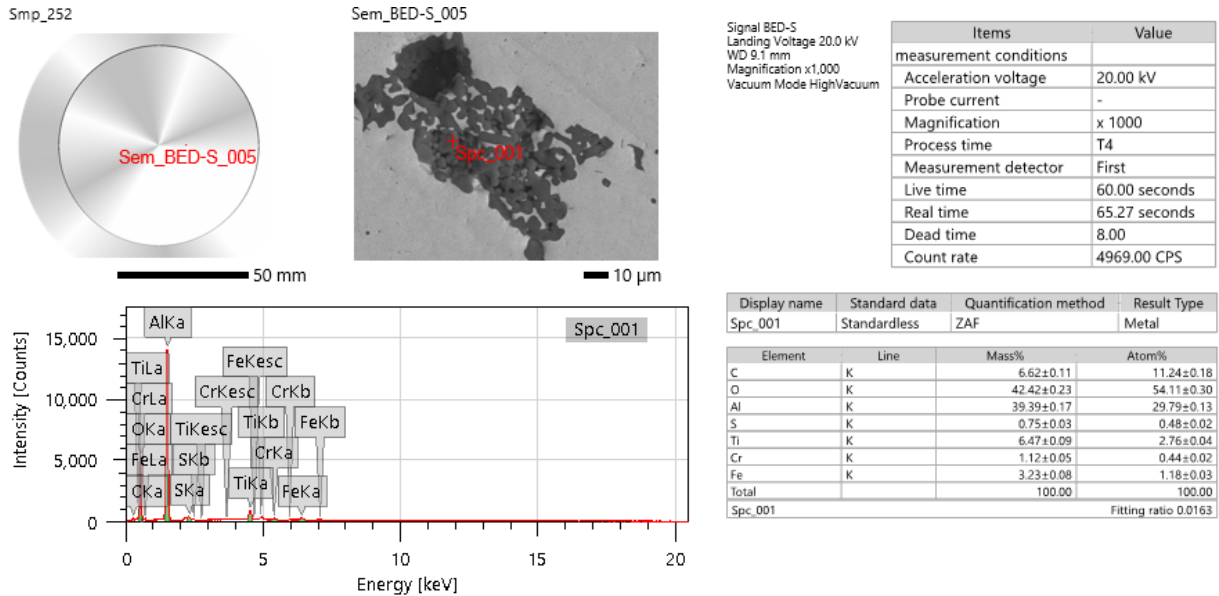 Smp_252
Sem_BED-S_005
50 mm
Sem_BED-S_005
Spc_001
10 µm
Signal BED-S
Landing Voltage 20.0 kV
WD 9.1 mm
Magnification x1,000
Vacuum Mode HighVacuum
Items Value
measurement conditions
Acceleration voltage 20.00 kV
Probe current -
Magnification x 1000
Process time T4
Measurement detector First
Live time 60.00 seconds
Real time 65.27 seconds
Dead time 8.00
Count rate 4969.00 CPS
Intensity [Counts]
15,000
10,000
5,000
0
AlKa
Spc_001
TiLa FeKesc
CrLa CrKesc CrKb
OKa TiKesc TiKb FeKb
FeLa SKb CrKa
CKa SKa TiKa FeKa
0 5 10 15 20
Energy [keV]
Display name Standard data Quantification method Result Type
Spc_001 Standardless ZAF Metal
Element Line Mass% Atom%
C K 6.62±0.11 11.24±0.18
O K 42.42±0.23 54.11±0.30
Al K 39.39±0.17 29.79±0.13
S K 0.75±0.03 0.48±0.02
Ti K 6.47±0.09 2.76±0.04
Cr K 1.12±0.05 0.44±0.02
Fe K 3.23±0.08 1.18±0.03
Total 100.00 100.00
Spc_001 Fitting ratio 0.0163